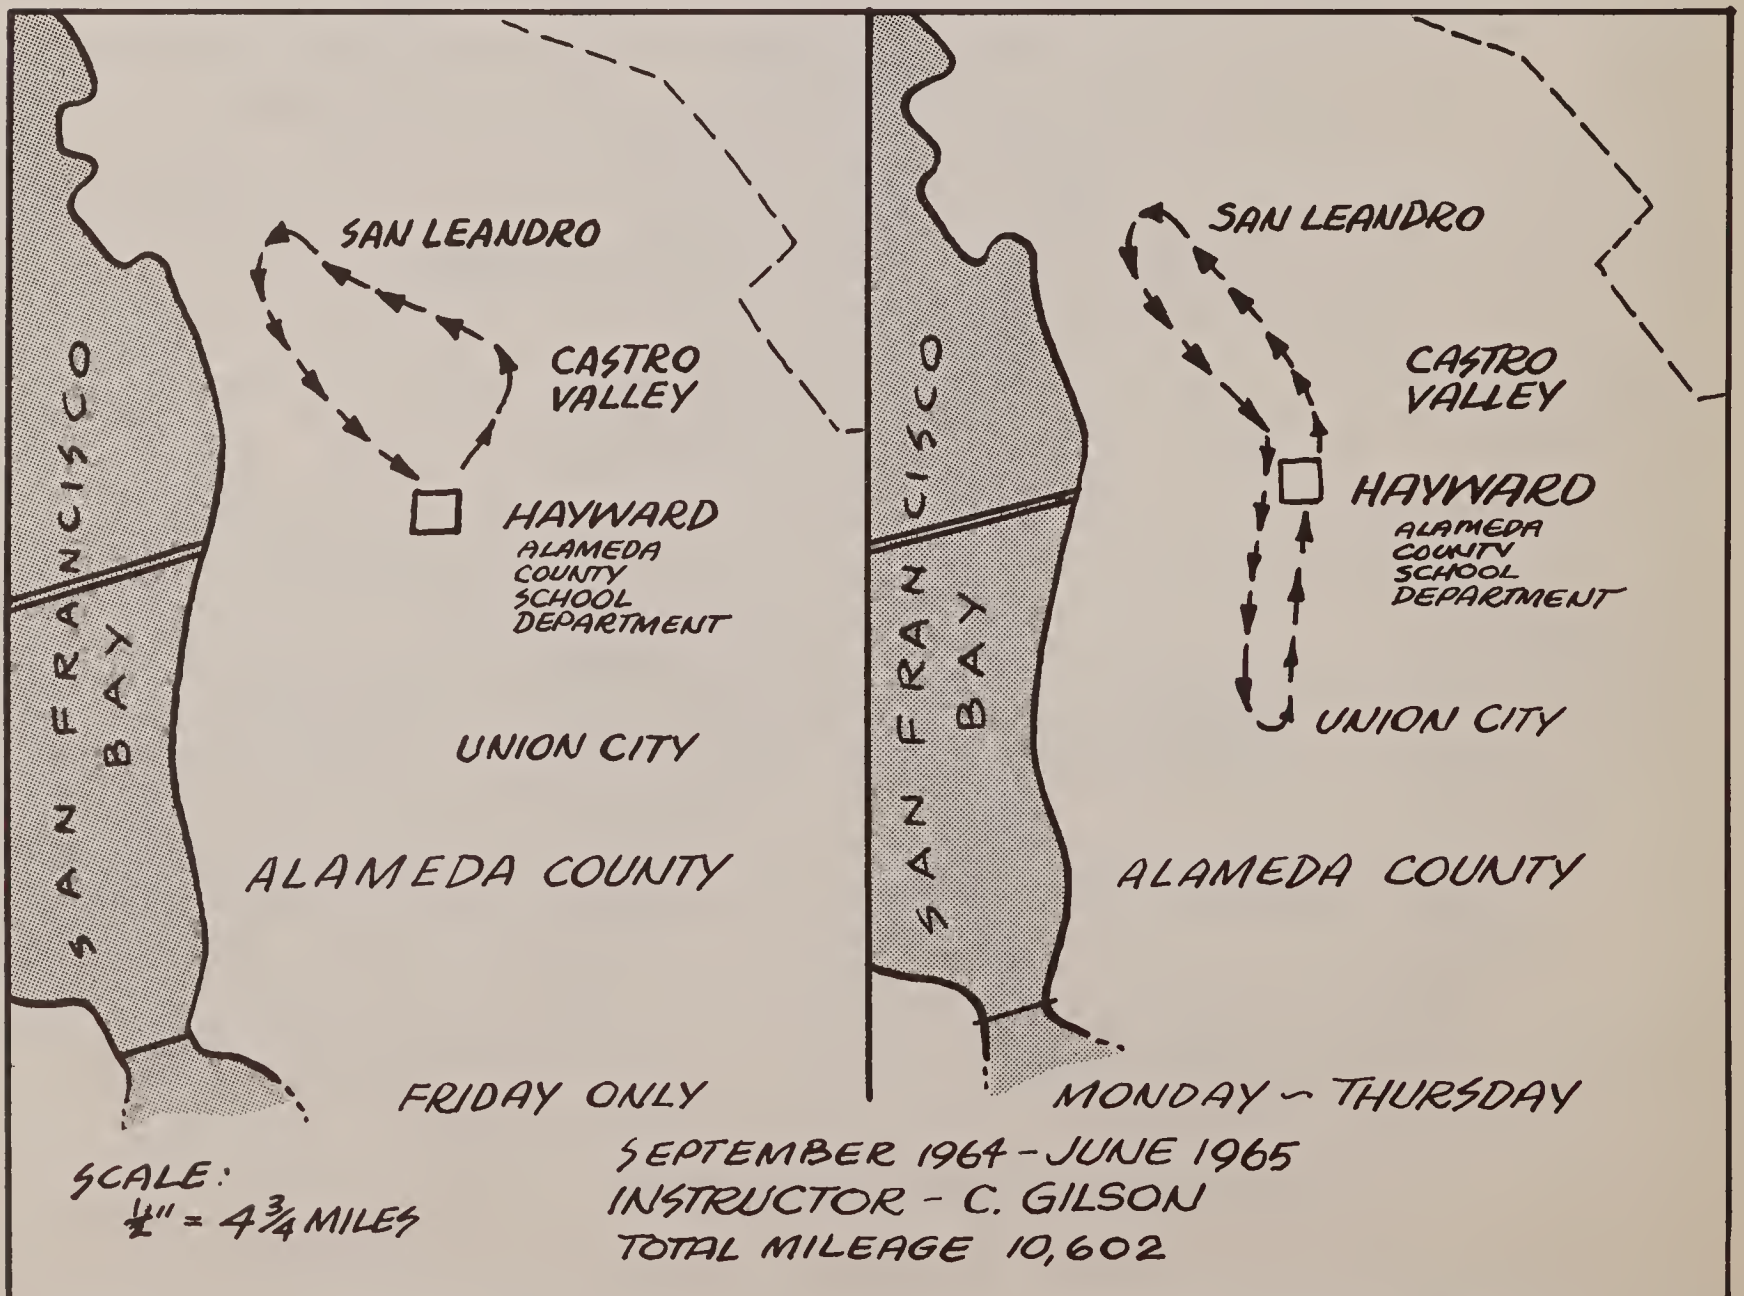 SAN FRANCISCO
BAY
SAN LEANDRO
CASTRO
VALLEY
HAYWARD
ALAMEDA
COUNTY
SCHOOL
DEPARTMENT
UNION CITY
ALAMEDA COUNTY
FRIDAY ONLY
SAN FRANCISCO
BAY
SAN LEANDRO
CASTRO
VALLEY
HAYWARD
ALAMEDA
COUNTY
SCHOOL
DEPARTMENT
UNION CITY
ALAMEDA COUNTY
MONDAY ~ THURSDAY
SCALE:
½" = 4 ¾ MILES
SEPTEMBER 1964 - JUNE 1965
INSTRUCTOR - C. GILSON
TOTAL MILEAGE 10,602